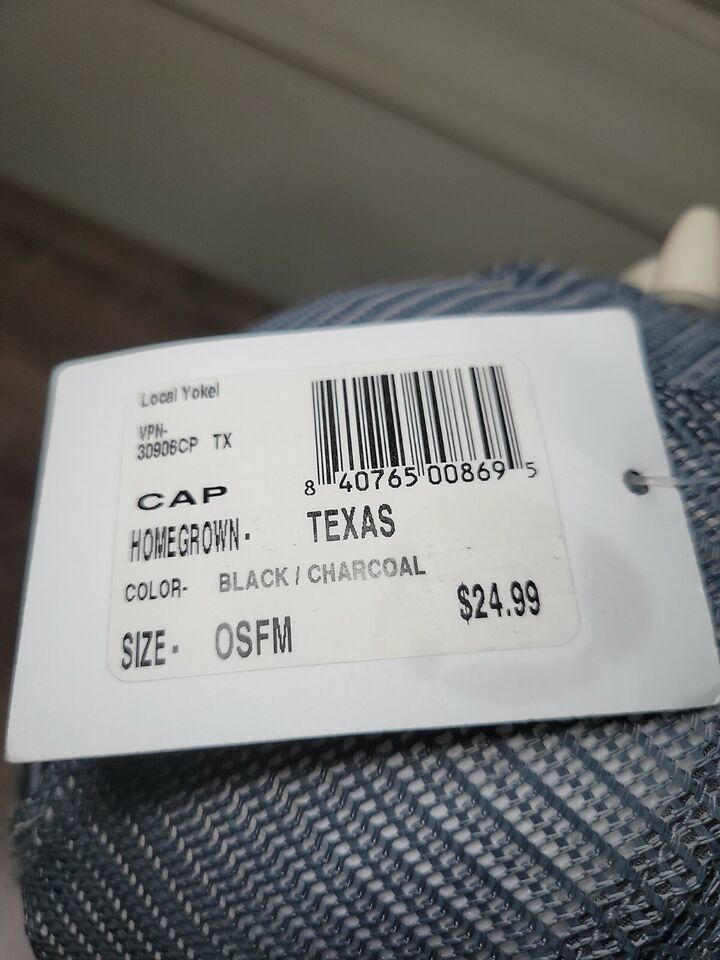 Local Yokel
VPN-
30906CP TX
8 40765 00869 5
CAP
HOMEGROWN- TEXAS
COLOR- BLACK / CHARCOAL
$24.99
SIZE- OSFM